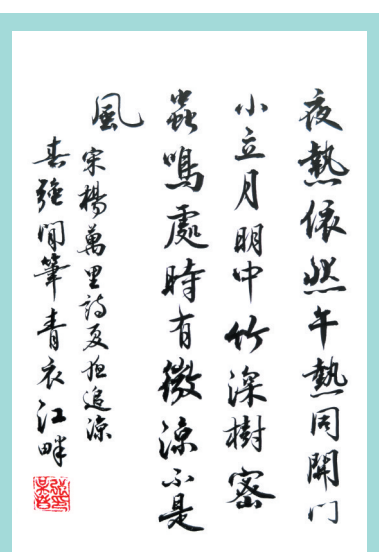 夜熱依然午熱同開門
小立月明中竹深樹密
蟲鳴處時有微涼不是
風
宋楊萬里詩夏夜追涼
強閒筆青衣江畔